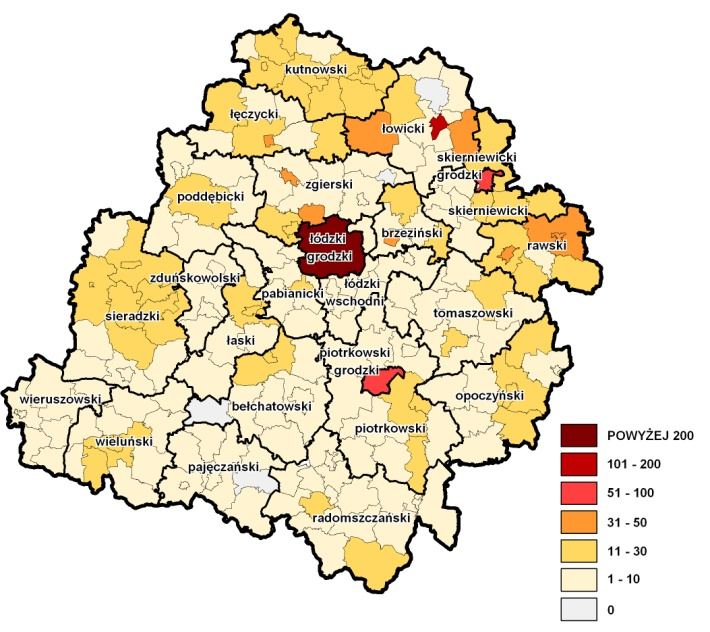 kutnowski
łęczycki
łowicki
skierniewicki
grodzki
zgierski
poddębicki
skierniewicki
brzeziński
rawski
łódzki
grodzki
zduńskowolski
łódzki
wschodni
pabianicki
sieradzki
tomaszowski
łaski
piotrkowski
grodzki
wieruszowski
bełchatowski
opoczyński
piotrkowski
wieluński
pajęczański
radomszczański
POWYŻEJ 200
101 - 200
51 - 100
31 - 50
11 - 30
1 - 10
0